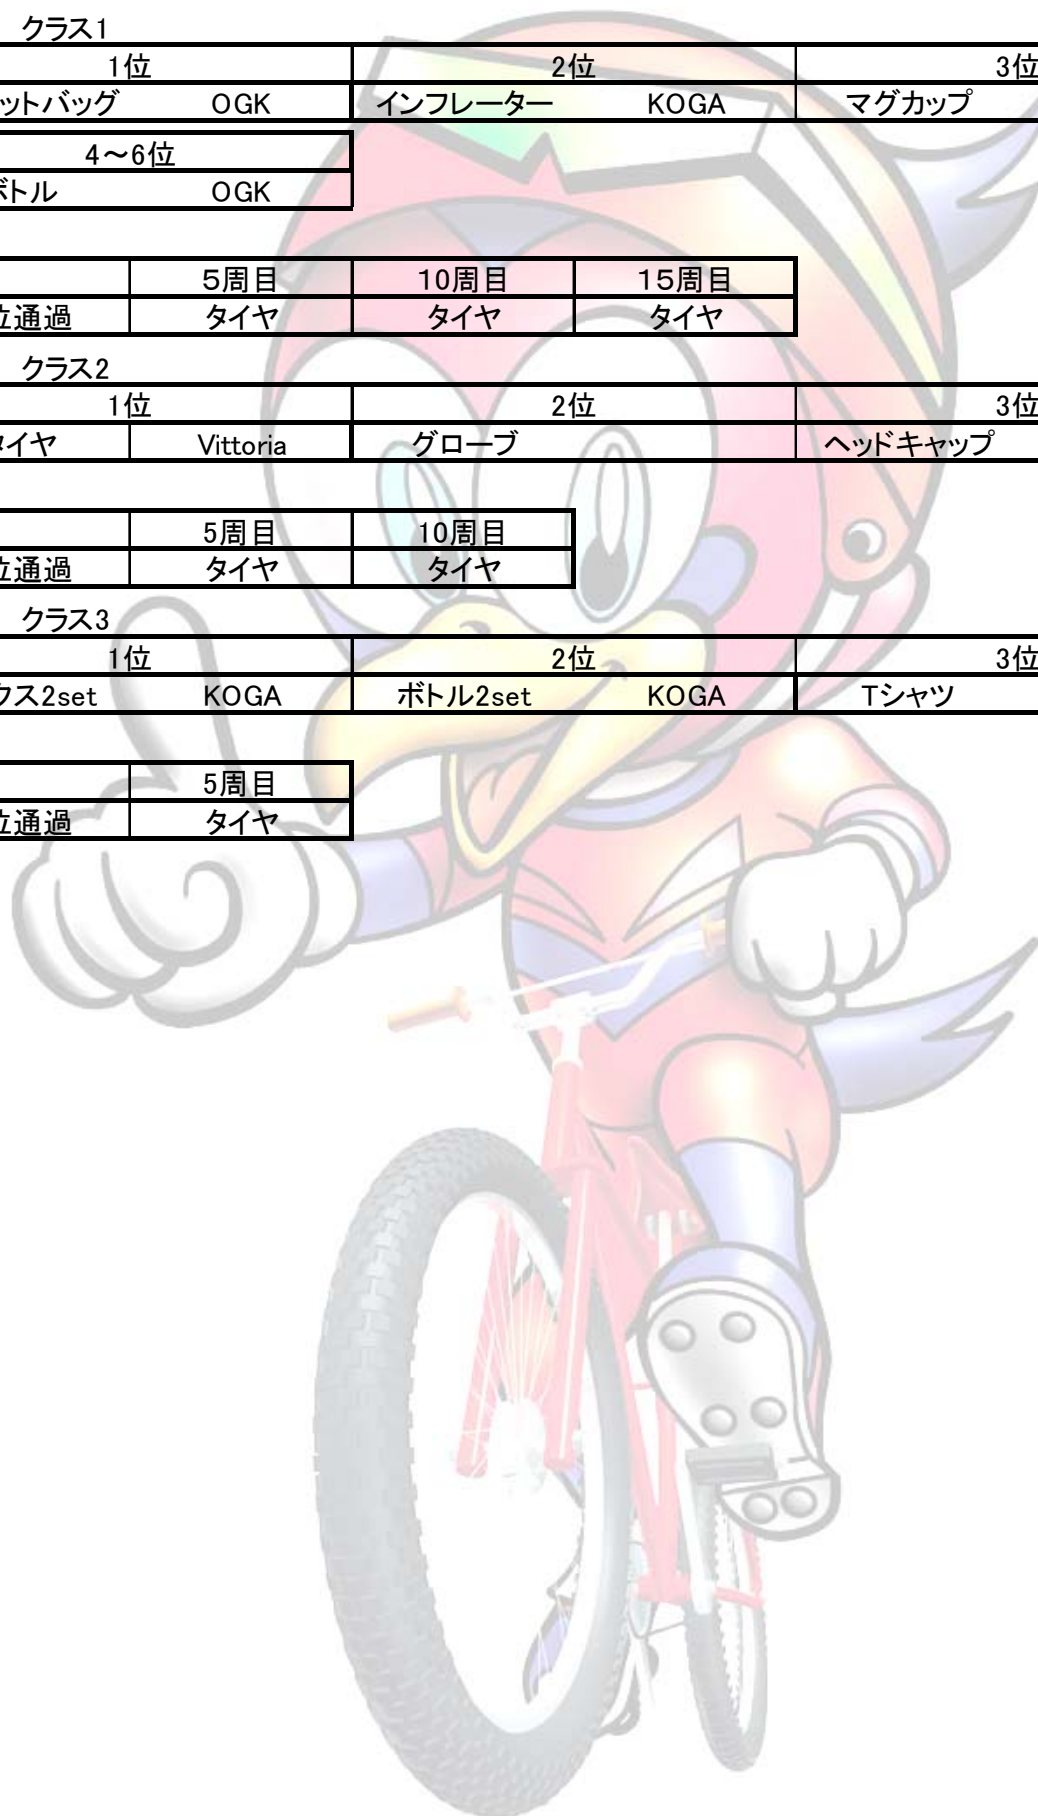 クラス1
1位 2位 3位
ットバッグ OGK インフレーター KOGA マグカップ
4～6位
ボトル OGK
5周目 10周目 15周目
位通過 タイヤ タイヤ タイヤ
クラス2
1位 2位 3位
タイヤ Vittoria グローブ ヘッドキャップ
5周目 10周目
位通過 タイヤ タイヤ
クラス3
1位 2位 3位
クス2set KOGA ボトル2set KOGA Tシャツ
5周目
位通過 タイヤ